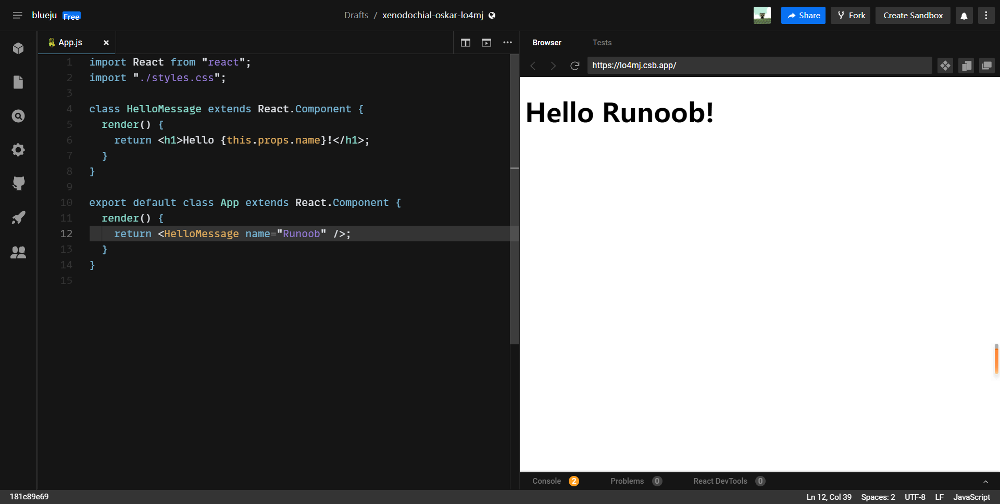 blueju Free
Drafts / xenodochial-oskar-lo4mj
Share
Fork
Create Sandbox
App.js
Browser
Tests
https://lo4mj.csb.app/
1 import React from "react";
2 import "./styles.css";
3
4 class HelloMessage extends React.Component {
5 render() {
6 return <h1>Hello {this.props.name}!</h1>;
7 }
8 }
9
10 export default class App extends React.Component {
11 render() {
12 return <HelloMessage name="Runoob" />;
13 }
14 }
15
Hello Runoob!
Console 2
Problems 0
React DevTools 0
181c89e69
Ln 12, Col 39
Spaces: 2
UTF-8
LF
JavaScript